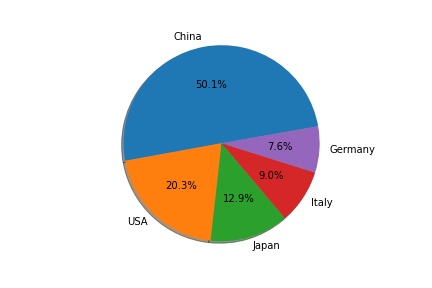 China
50.1%
7.6%
Germany
9.0%
20.3%
12.9%
Italy
USA
Japan